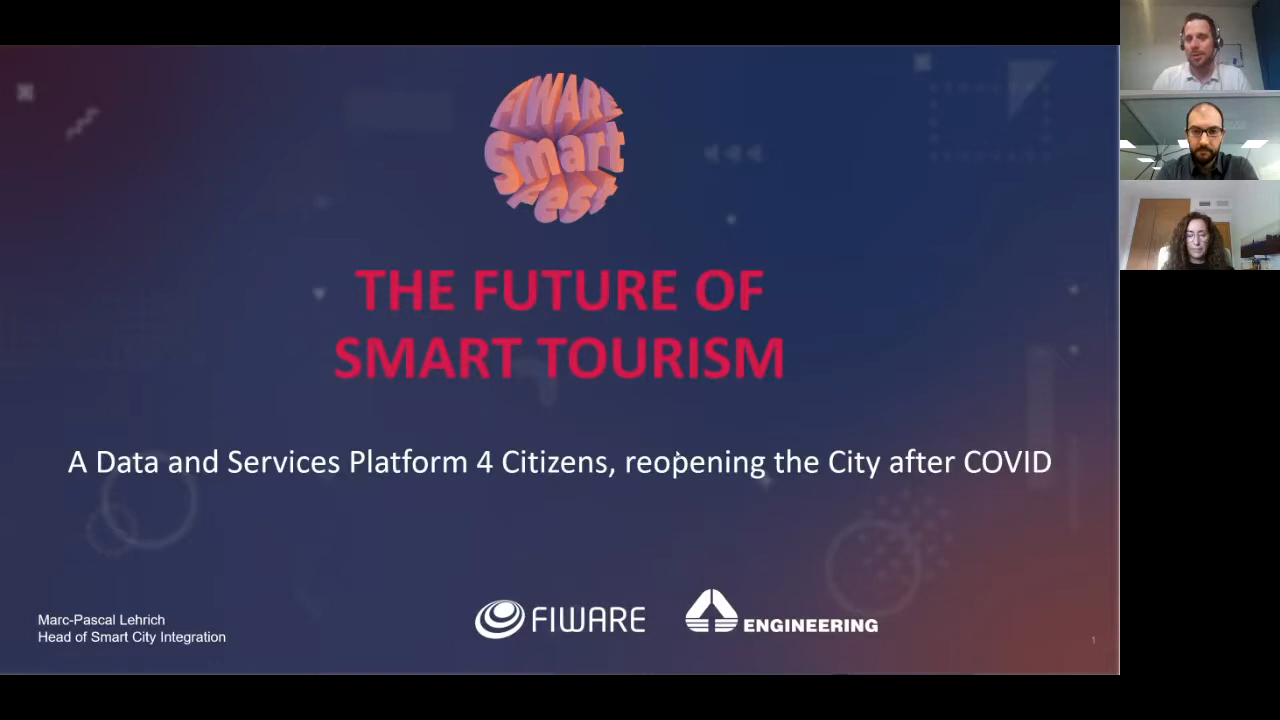 FIWARE
Smart
Fest
THE FUTURE OF
SMART TOURISM
A Data and Services Platform 4 Citizens, reopening the City after COVID
Marc-Pascal Lehrich
Head of Smart City Integration
FIWARE
ENGINEERING
1